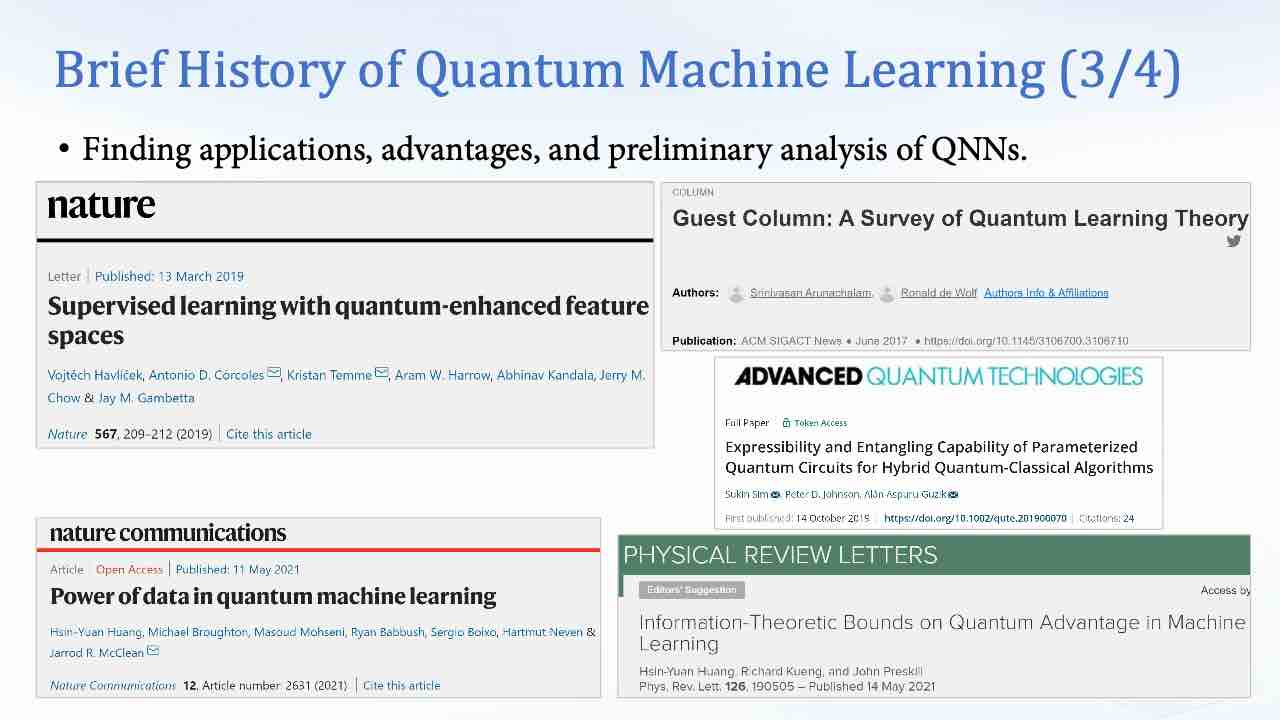 Brief History of Quantum Machine Learning (3/4)
• Finding applications, advantages, and preliminary analysis of QNNs.
nature
Letter | Published: 13 March 2019
Supervised learning with quantum-enhanced feature
spaces
Vojtěch Havlíček, Antonio D. Córcoles, Kristan Temme, Aram W. Harrow, Abhinav Kandala, Jerry M.
Chow & Jay M. Gambetta
Nature 567, 209–212 (2019) | Cite this article
COLUMN
Guest Column: A Survey of Quantum Learning Theory
Authors: Srinivasan Arunachalam, Ronald de Wolf Authors Info & Affiliations
Publication: ACM SIGACT News • June 2017 • https://doi.org/10.1145/3106700.3106710
ADVANCED QUANTUM TECHNOLOGIES
Full Paper Token Access
Expressibility and Entangling Capability of Parameterized
Quantum Circuits for Hybrid Quantum-Classical Algorithms
Sukin Sim, Peter D. Johnson, Alán Aspuru-Guzik
First published: 14 October 2019 | https://doi.org/10.1002/qute.201900070 | Citations: 24
nature communications
Article | Open Access | Published: 11 May 2021
Power of data in quantum machine learning
Hsin-Yuan Huang, Michael Broughton, Masoud Mohseni, Ryan Babbush, Sergio Boixo, Hartmut Neven &
Jarrod R. McClean
Nature Communications 12, Article number: 2631 (2021) | Cite this article
PHYSICAL REVIEW LETTERS
Editors' Suggestion
Access by
Information-Theoretic Bounds on Quantum Advantage in Machine
Learning
Hsin-Yuan Huang, Richard Kueng, and John Preskill
Phys. Rev. Lett. 126, 190505 – Published 14 May 2021